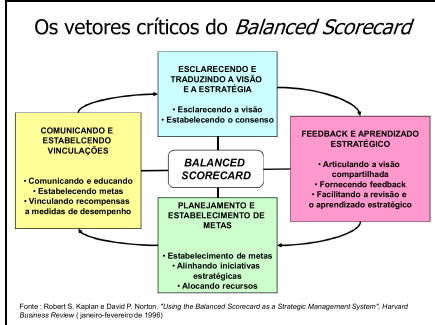 Os vetores críticos do Balanced Scorecard
ESCLARECENDO E
TRADUZINDO A VISÃO
E A ESTRATÉGIA
• Esclarecendo a visão
• Estabelecendo o consenso
COMUNICANDO E
ESTABELCENDO
VINCULAÇÕES
• Comunicando e educando
• Estabelecendo metas
• Vinculando recompensas
a medidas de desempenho
BALANCED
SCORECARD
FEEDBACK E APRENDIZADO
ESTRATÉGICO
• Articulando a visão
compartilhada
• Fornecendo feedback
• Facilitando a revisão e
o aprendizado estratégico
PLANEJAMENTO E
ESTABELECIMENTO DE
METAS
• Estabelecimento de metas
• Alinhando iniciativas
estratégicas
• Alocando recursos
Fonte : Robert S. Kaplan e David P. Norton. "Using the Balanced Scorecard as a Strategic Management System", Harvard
Business Review ( janeiro-fevereiro de 1996)